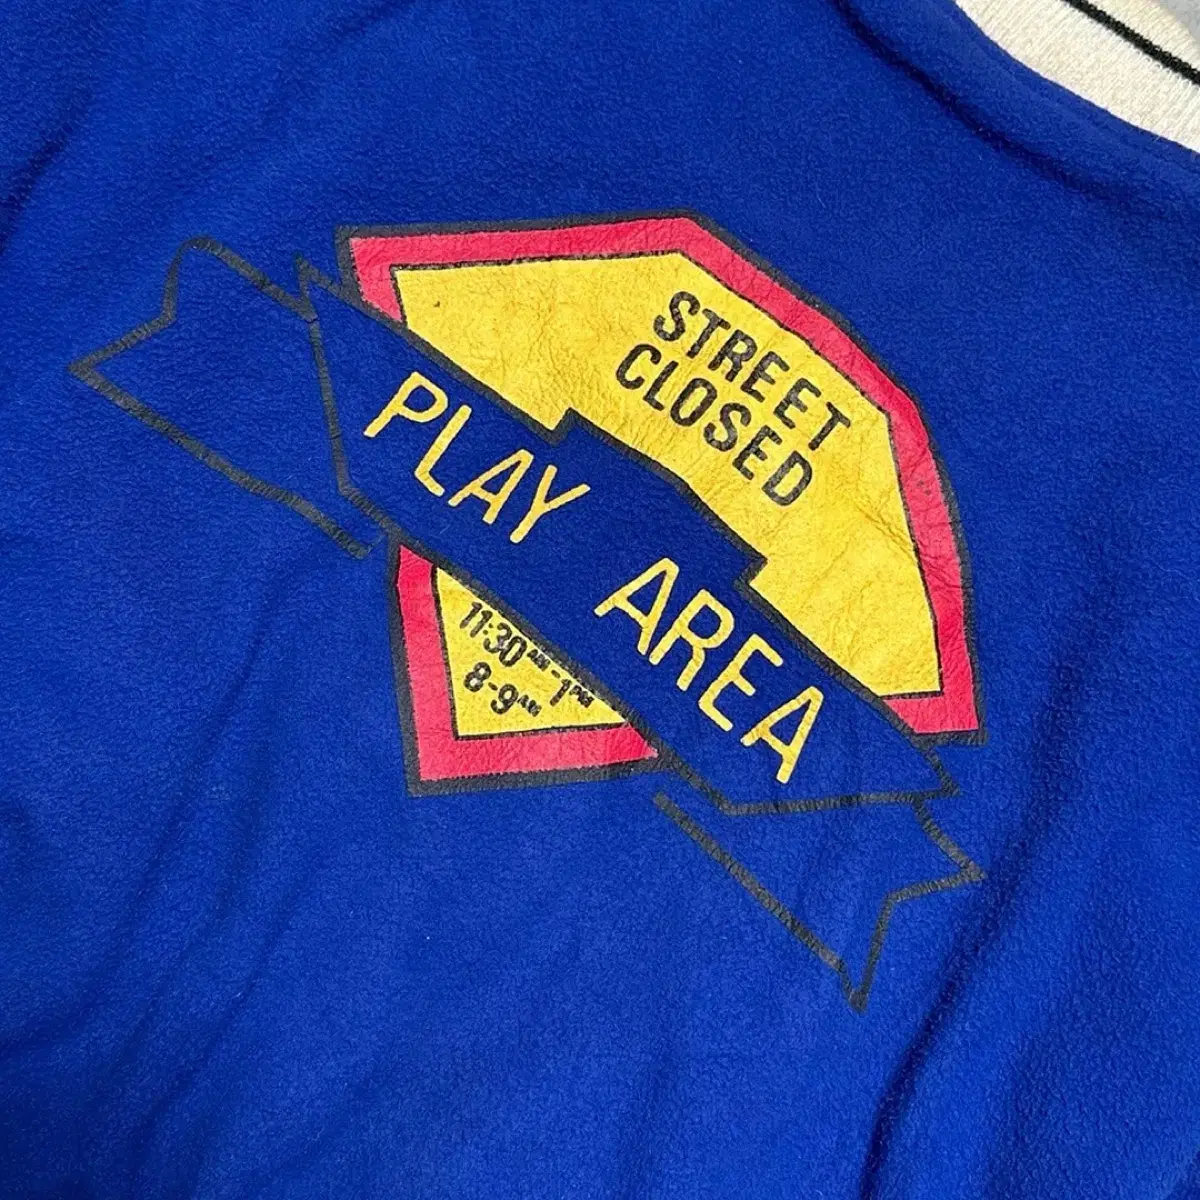 STREET
CLOSED
PLAY AREA
11:30AM-1PM
8-9AM